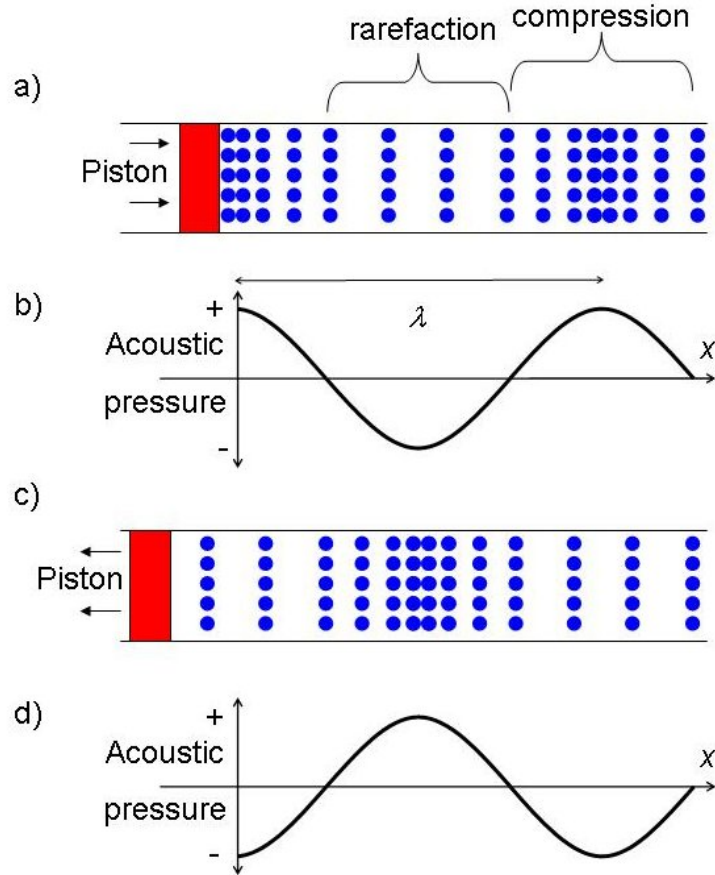 compression
rarefaction
a)
Piston
b)
+
λ
Acoustic
x
pressure
-
c)
Piston
d)
+
Acoustic
x
pressure
-